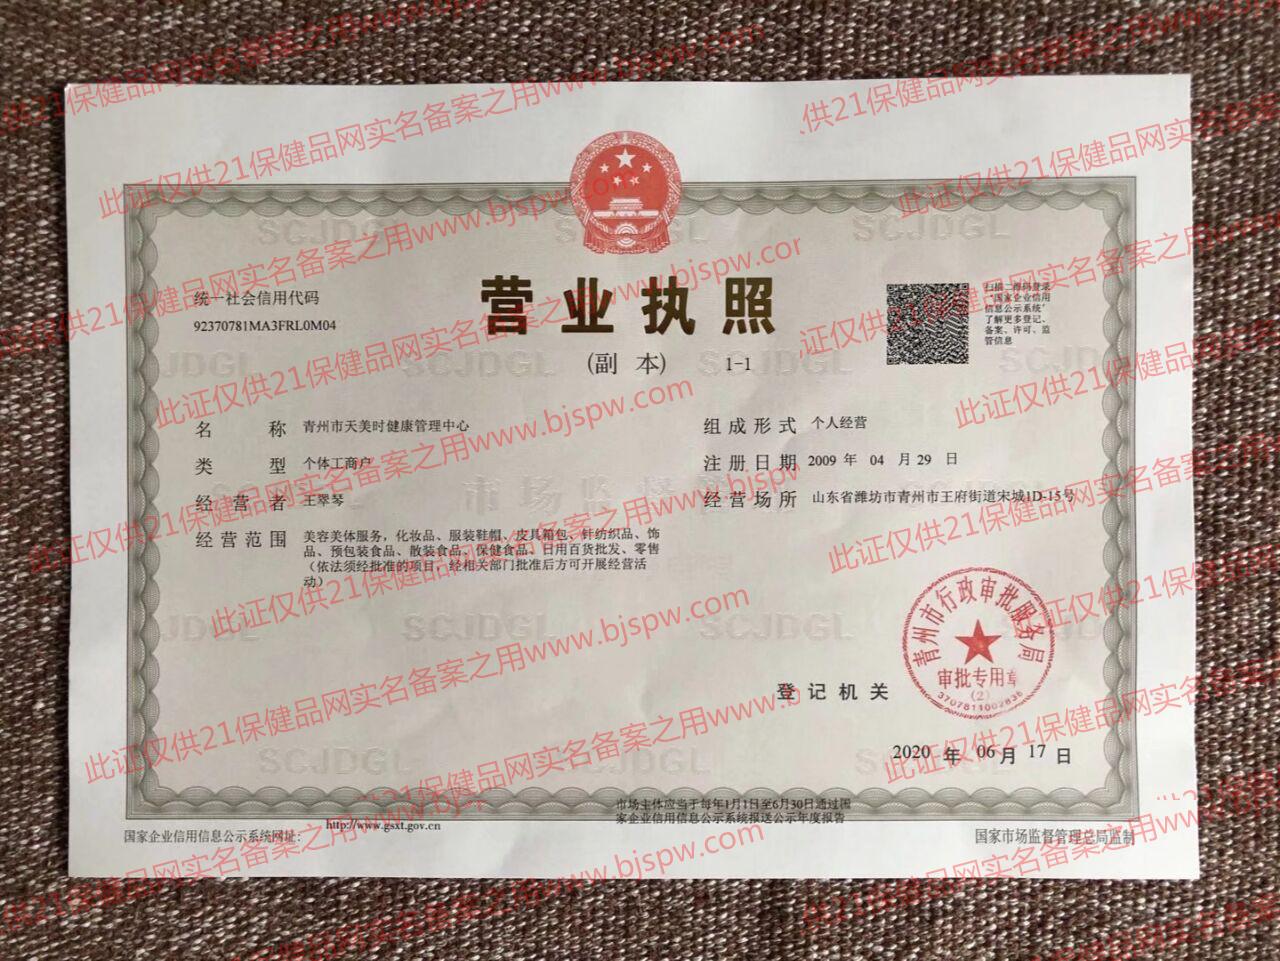 营业执照
(副 本) 1-1
统一社会信用代码
92370781MA3FRL0M04
扫描二维码登录
“国家企业信用
信息公示系统”
了解更多登记、
备案、许可、监
管信息
名 称 青州市天美时健康管理中心
类 型 个体工商户
经 营 者 王翠琴
经 营 范 围 美容美体服务，化妆品、服装鞋帽、皮具箱包、针纺织品、饰
品、预包装食品、散装食品、保健食品、日用百货批发、零售
（依法须经批准的项目，经相关部门批准后方可开展经营活
动）
组 成 形 式 个人经营
注 册 日 期 2009 年 04 月 29 日
经 营 场 所 山东省潍坊市青州市王府街道宋城1D-15号
青州市行政审批服务局
审批专用章
(2)
3707811002836
登 记 机 关
2020 年 06 月 17 日
市场主体应当于每年1月1日至6月30日通过国
家企业信用信息公示系统报送公示年度报告
国家企业信用信息公示系统网址：http://www.gsxt.gov.cn
国家市场监督管理总局监制
SCJDGL
市场监督管理
此证仅供21保健品网实名备案之用www.bjspw.com